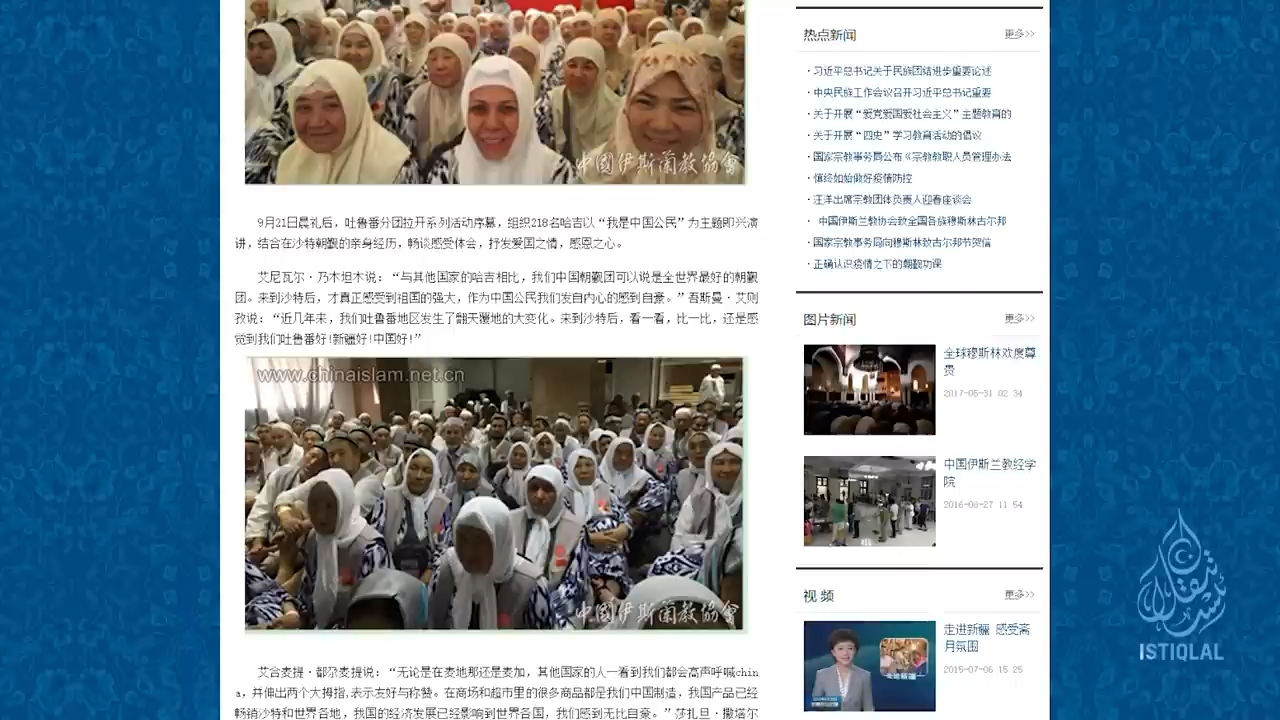 中國伊斯蘭教協會
9月21日晨礼后，吐鲁番分团拉开系列活动序幕，组织218名哈吉以“我是中国公民”为主题即兴演
讲，结合在沙特朝觐的亲身经历，畅谈感受体会，抒发爱国之情，感恩之心。
艾尼瓦尔·乃木坦木说：“与其他国家的哈吉相比，我们中国朝觐团可以说是全世界最好的朝觐
团。来到沙特后，才真正感受到祖国的强大，作为中国公民我们发自内心的感到自豪。”吾斯曼·艾则
孜说：“近几年来，我们吐鲁番地区发生了翻天覆地的大变化。来到沙特后，看一看，比一比，还是感
觉到我们吐鲁番好!新疆好!中国好!”
www.chinaislam.net.cn
中國伊斯蘭教協會
艾合麦提·都尕麦提说：“无论是在麦地那还是麦加，其他国家的人一看到我们都会高声呼喊chin
a，并伸出两个大拇指,表示友好与称赞。在商场和超市里的很多商品都是我们中国制造，我国产品已经
畅销沙特和世界各地，我国的经济发展已经影响到世界各国，我们感到无比自豪。”莎扎旦·撒塔尔
热点新闻 更多>>
·习近平总书记关于民族团结进步重要论述
·中央民族工作会议召开习近平总书记重要
·关于开展“爱党爱国爱社会主义”主题教育的
·关于开展“四史”学习教育活动的倡议
·国家宗教事务局公布《宗教教职人员管理办法
·慎终如始做好疫情防控
·汪洋出席宗教团体负责人迎春座谈会
·中国伊斯兰教协会致全国各族穆斯林古尔邦
·国家宗教事务局向穆斯林致古尔邦节贺信
·正确认识疫情之下的朝觐功课
图片新闻 更多>>
全球穆斯林欢度尊
贵
2017-05-31 02 34
中国伊斯兰教经学
院
2016-06-27 11 54
视 频 更多>>
走进新疆 感受斋
月氛围
2015-07-06 15 25
استقلال
ISTIQLAL